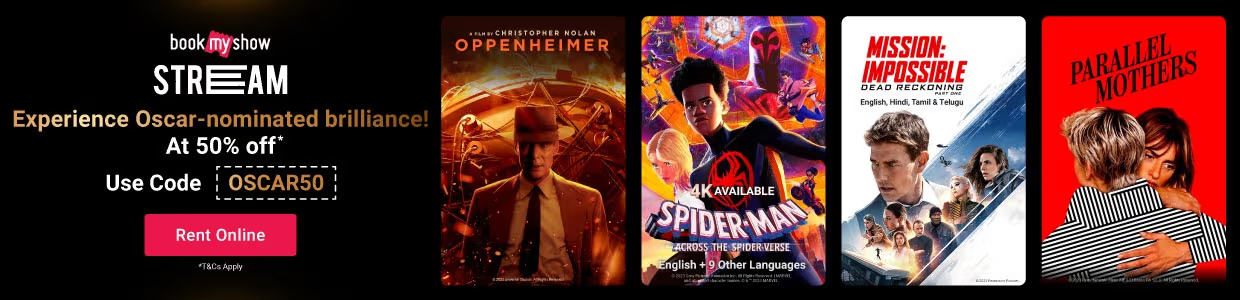 book my show
STREAM
Experience Oscar-nominated brilliance!
At 50% off*
Use Code OSCAR50
Rent Online
*T&Cs Apply
A FILM BY CHRISTOPHER NOLAN
OPPENHEIMER
4K AVAILABLE
SPIDER-MAN
ACROSS THE SPIDER-VERSE
English + 9 Other Languages
MISSION:
IMPOSSIBLE
DEAD RECKONING
PART ONE
English, Hindi, Tamil & Telugu
PARALLEL
MOTHERS